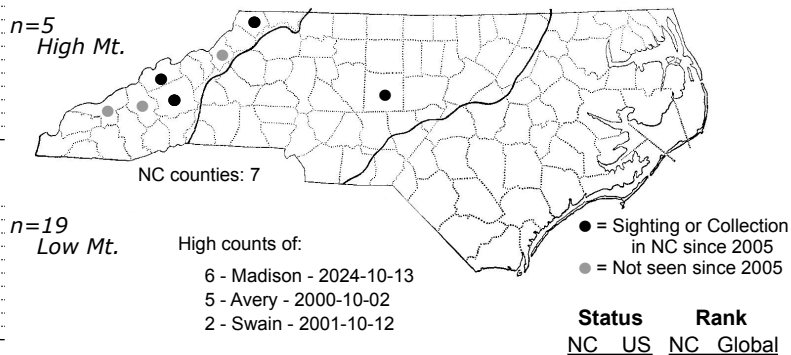 n=5
High Mt.
NC counties: 7
n=19
Low Mt.
High counts of:
6 - Madison - 2024-10-13
5 - Avery - 2000-10-02
2 - Swain - 2001-10-12
● = Sighting or Collection
in NC since 2005
● = Not seen since 2005
Status Rank
NC US NC Global